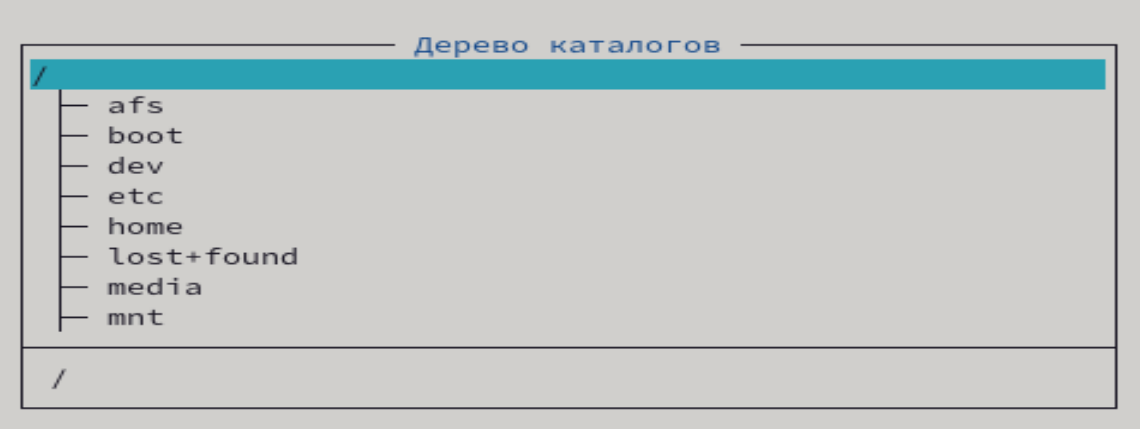 Дерево каталогов
/
afs
boot
dev
etc
home
lost+found
media
mnt
/